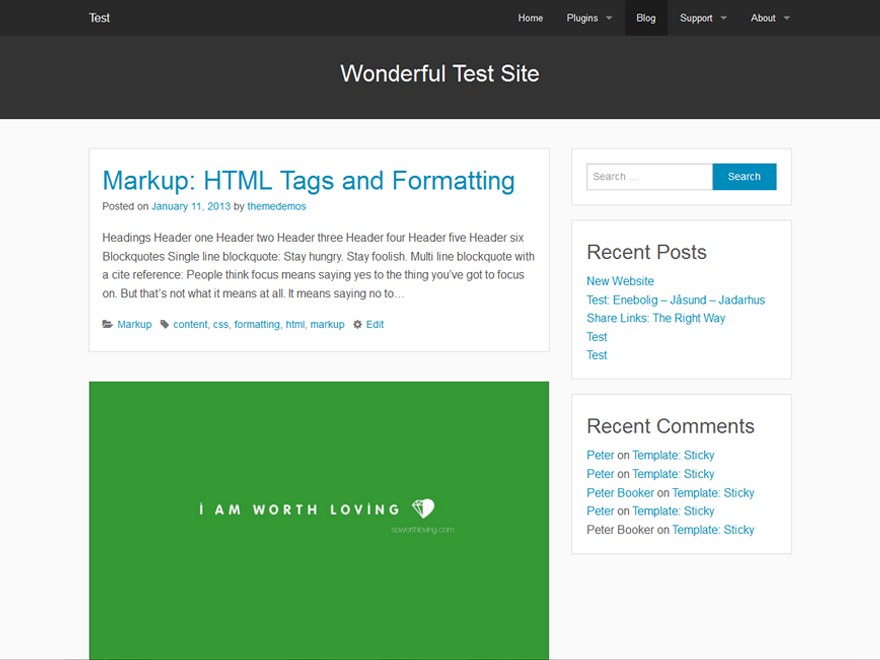 Test
Home Plugins Blog Support About
Wonderful Test Site
Markup: HTML Tags and Formatting
Posted on January 11, 2013 by themedemos
Headings Header one Header two Header three Header four Header five Header six
Blockquotes Single line blockquote: Stay hungry. Stay foolish. Multi line blockquote with
a cite reference: People think focus means saying yes to the thing you've got to focus
on. But that's not what it means at all. It means saying no to…
Markup content, css, formatting, html, markup Edit
I AM WORTH LOVING
soworthloving.com
Search …
Search
Recent Posts
New Website
Test: Enebolig – Jåsund – Jadarhus
Share Links: The Right Way
Test
Test
Recent Comments
Peter on Template: Sticky
Peter on Template: Sticky
Peter Booker on Template: Sticky
Peter on Template: Sticky
Peter Booker on Template: Sticky